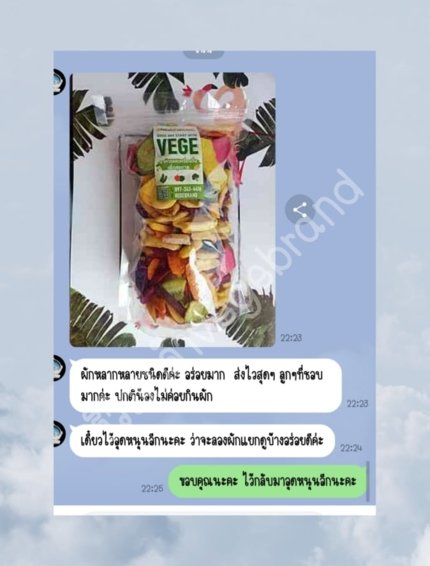 VEGE
22:23
ผักหลากหลายชนิดดีค่ะ อร่อยมาก ส่งไวสุดๆ ลูกๆที่ชอบ
มากค่ะ ปกติน้องไม่ค่อยกินผัก
22:23
เดี๋ยวไว้อุดหนุนอีกนะคะ ว่าจะลองผักแยกดูบ้างอร่อยดีค่ะ
22:24
ขอบคุณนะคะ ไว้กลับมาอุดหนุนอีกนะคะ
22:25